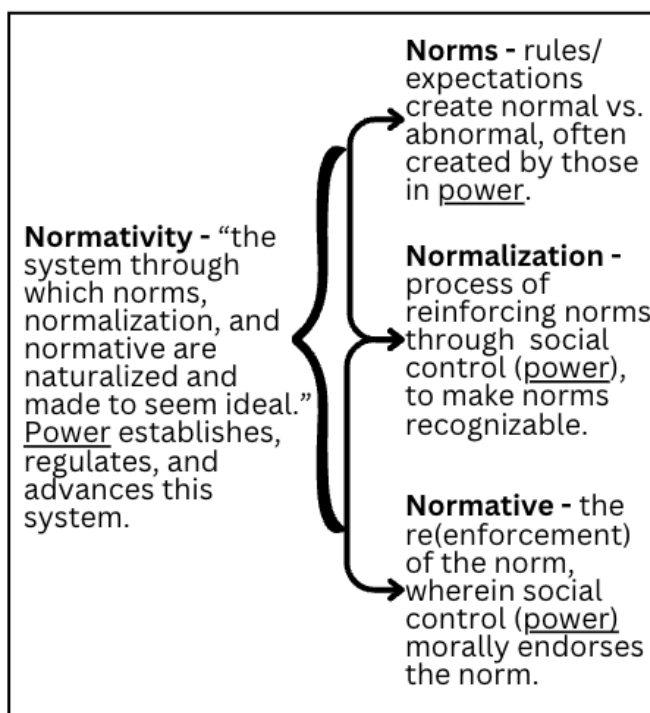 Normativity - “the
system through
which norms,
normalization, and
normative are
naturalized and
made to seem ideal.”
Power establishes,
regulates, and
advances this
system.
Norms - rules/
expectations
create normal vs.
abnormal, often
created by those
in power.
Normalization -
process of
reinforcing norms
through social
control (power),
to make norms
recognizable.
Normative - the
re(enforcement)
of the norm,
wherein social
control (power)
morally endorses
the norm.